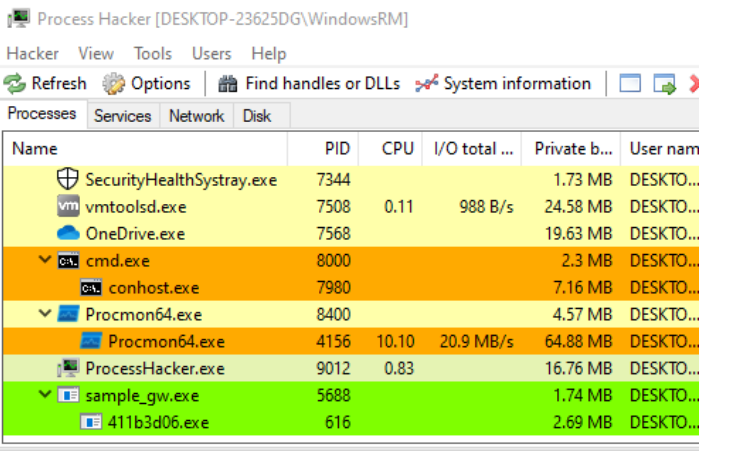 Process Hacker [DESKTOP-23625DG\WindowsRM]
Hacker View Tools Users Help
Refresh Options Find handles or DLLs System information
Processes Services Network Disk
Name PID CPU I/O total ... Private b... User nam
SecurityHealthSystray.exe 7344 1.73 MB DESKTO...
vm vmtoolsd.exe 7508 0.11 988 B/s 24.58 MB DESKTO...
OneDrive.exe 7568 19.63 MB DESKTO...
cmd.exe 8000 2.3 MB DESKTO...
conhost.exe 7980 7.16 MB DESKTO...
Procmon64.exe 8400 4.57 MB DESKTO...
Procmon64.exe 4156 10.10 20.9 MB/s 64.88 MB DESKTO...
ProcessHacker.exe 9012 0.83 16.76 MB DESKTO...
sample_gw.exe 5688 1.74 MB DESKTO...
411b3d06.exe 616 2.69 MB DESKTO...